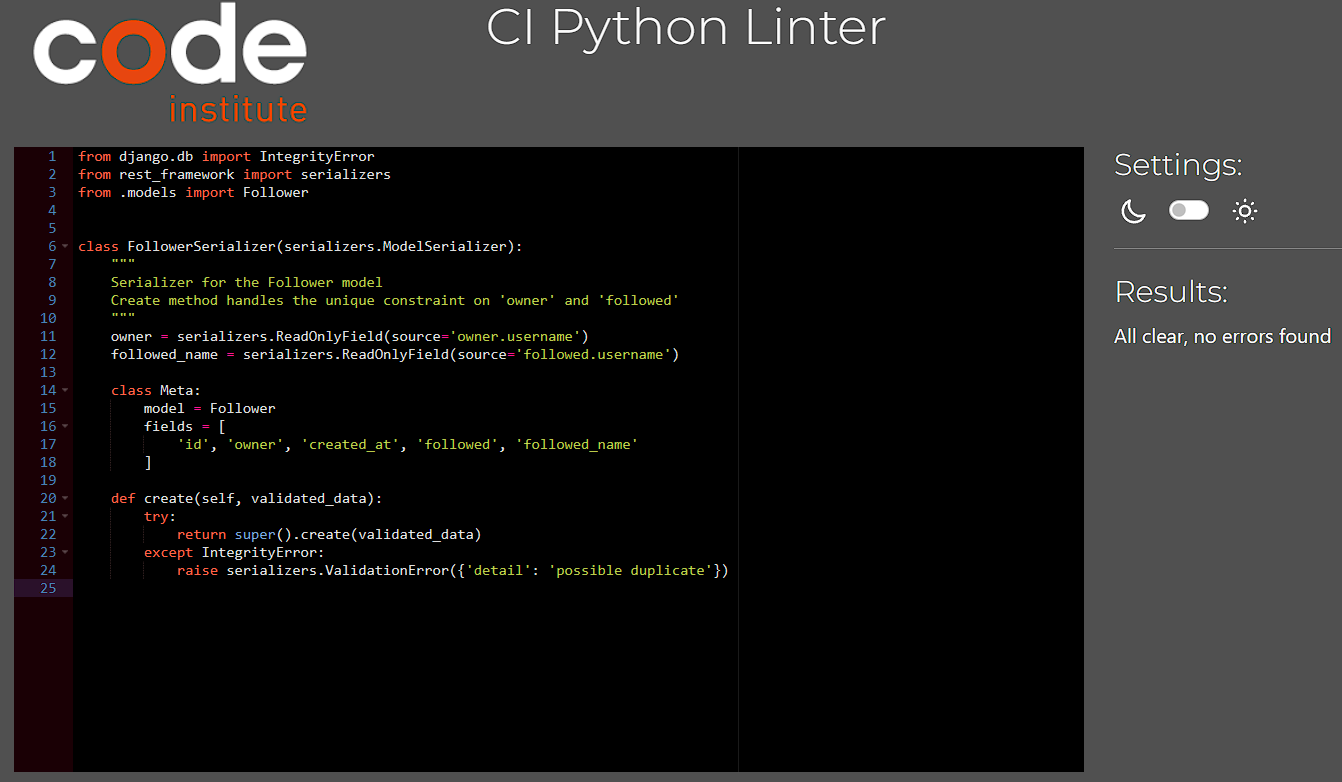 code
institute
CI Python Linter
1 from django.db import IntegrityError
2 from rest_framework import serializers
3 from .models import Follower
4
5
6 class FollowerSerializer(serializers.ModelSerializer):
7     """
8     Serializer for the Follower model
9     Create method handles the unique constraint on 'owner' and 'followed'
10     """
11     owner = serializers.ReadOnlyField(source='owner.username')
12     followed_name = serializers.ReadOnlyField(source='followed.username')
13
14     class Meta:
15         model = Follower
16         fields = [
17             'id', 'owner', 'created_at', 'followed', 'followed_name'
18         ]
19
20     def create(self, validated_data):
21         try:
22             return super().create(validated_data)
23         except IntegrityError:
24             raise serializers.ValidationError({'detail': 'possible duplicate'})
25
Settings:
Results:
All clear, no errors found